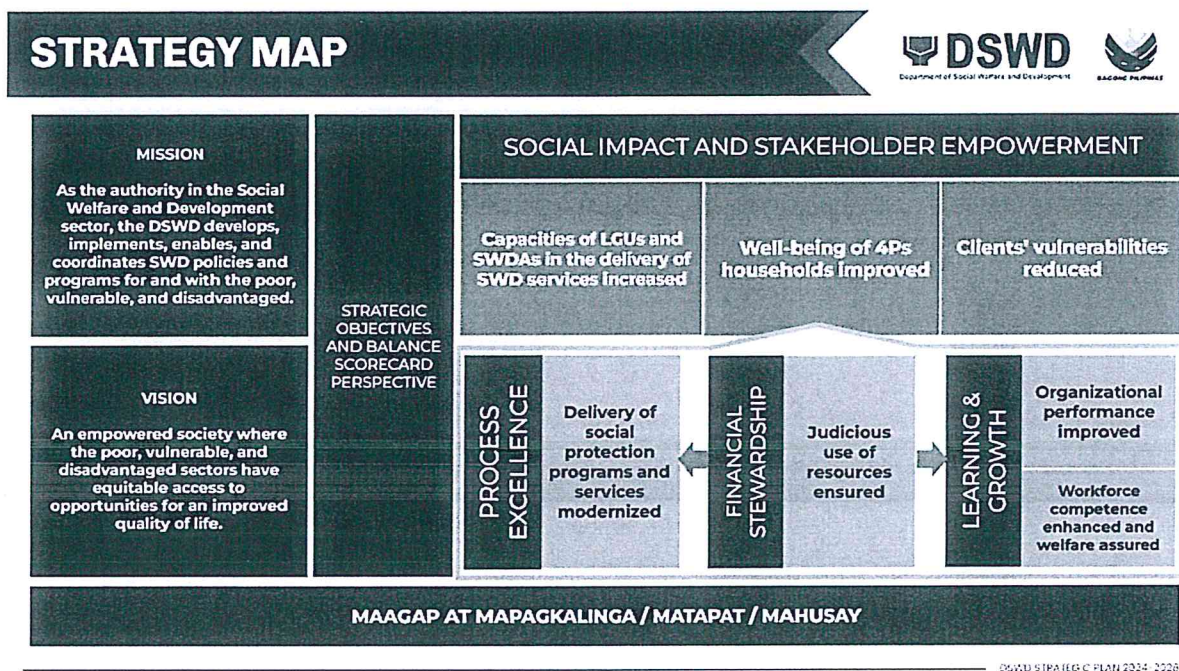 STRATEGY MAP
DSWD
Department of Social Welfare and Development
BAGONG PILIPINAS
MISSION
As the authority in the Social
Welfare and Development
sector, the DSWD develops,
implements, enables, and
coordinates SWD policies and
programs for and with the poor,
vulnerable, and disadvantaged.
VISION
An empowered society where
the poor, vulnerable, and
disadvantaged sectors have
equitable access to
opportunities for an improved
quality of life.
STRATEGIC
OBJECTIVES
AND BALANCE
SCORECARD
PERSPECTIVE
SOCIAL IMPACT AND STAKEHOLDER EMPOWERMENT
Capacities of LGUs and
SWDAs in the delivery of
SWD services increased
Well-being of 4Ps
households improved
Clients' vulnerabilities
reduced
PROCESS
EXCELLENCE
Delivery of
social
protection
programs and
services
modernized
FINANCIAL
STEWARDSHIP
Judicious
use of
resources
ensured
LEARNING &
GROWTH
Organizational
performance
improved
Workforce
competence
enhanced and
welfare assured
MAAGAP AT MAPAGKALINGA / MATAPAT / MAHUSAY
DSWD STRATEGIC PLAN 2024-2028